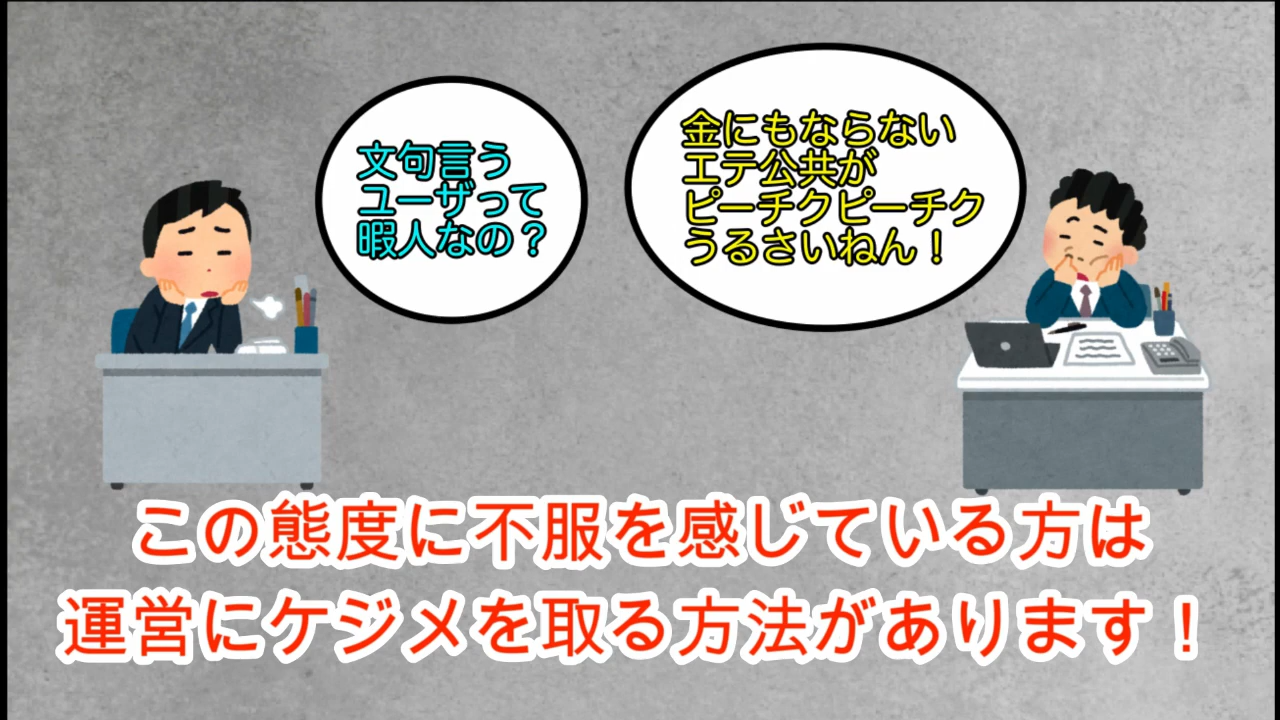 文句言う
ユーザって
暇人なの？
金にもならない
エテ公共が
ピーチクピーチク
うるさいねん！
この態度に不服を感じている方は
運営にケジメを取る方法があります！